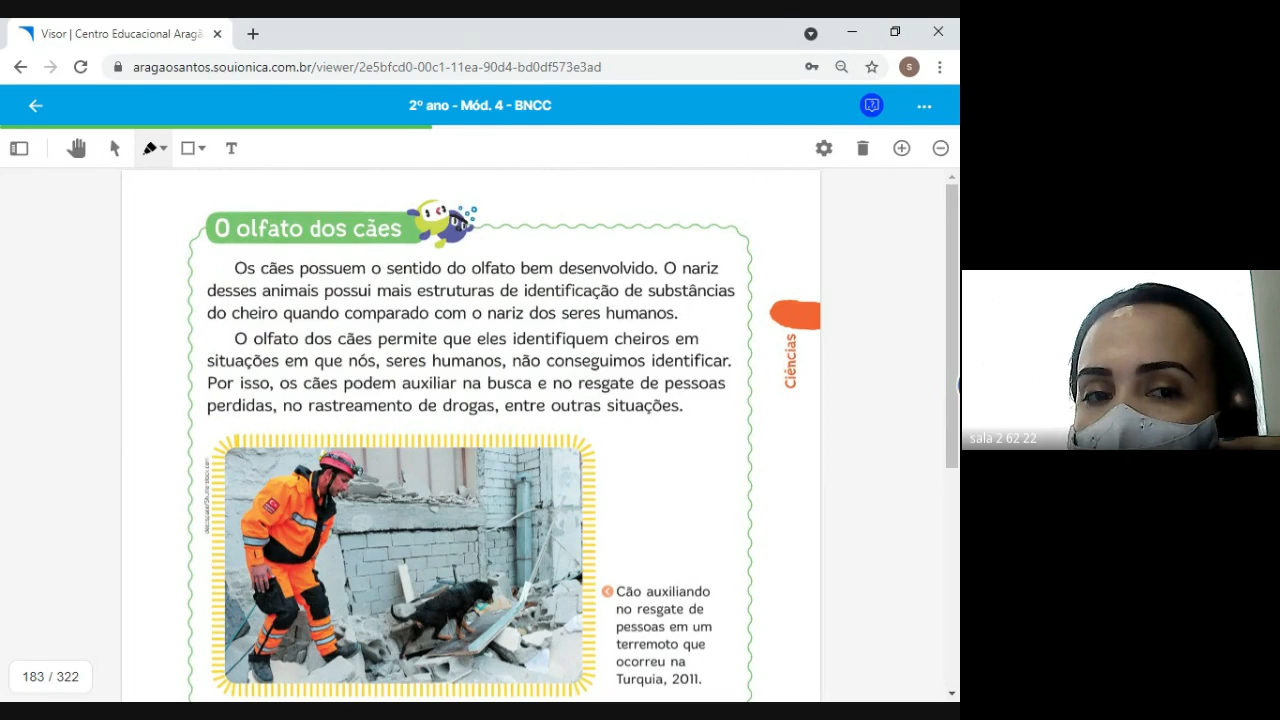 Visor | Centro Educacional Aragã
aragaosantos.souionica.com.br/viewer/2e5bfcd0-00c1-11ea-90d4-bd0df573e3ad
s
2º ano - Mód. 4 - BNCC
T
O olfato dos cães
Os cães possuem o sentido do olfato bem desenvolvido. O nariz
desses animais possui mais estruturas de identificação de substâncias
do cheiro quando comparado com o nariz dos seres humanos.
O olfato dos cães permite que eles identifiquem cheiros em
situações em que nós, seres humanos, não conseguimos identificar.
Por isso, os cães podem auxiliar na busca e no resgate de pessoas
perdidas, no rastreamento de drogas, entre outras situações.
Ciências
Cão auxiliando
no resgate de
pessoas em um
terremoto que
ocorreu na
Turquia, 2011.
183 / 322
sala 2 62 22